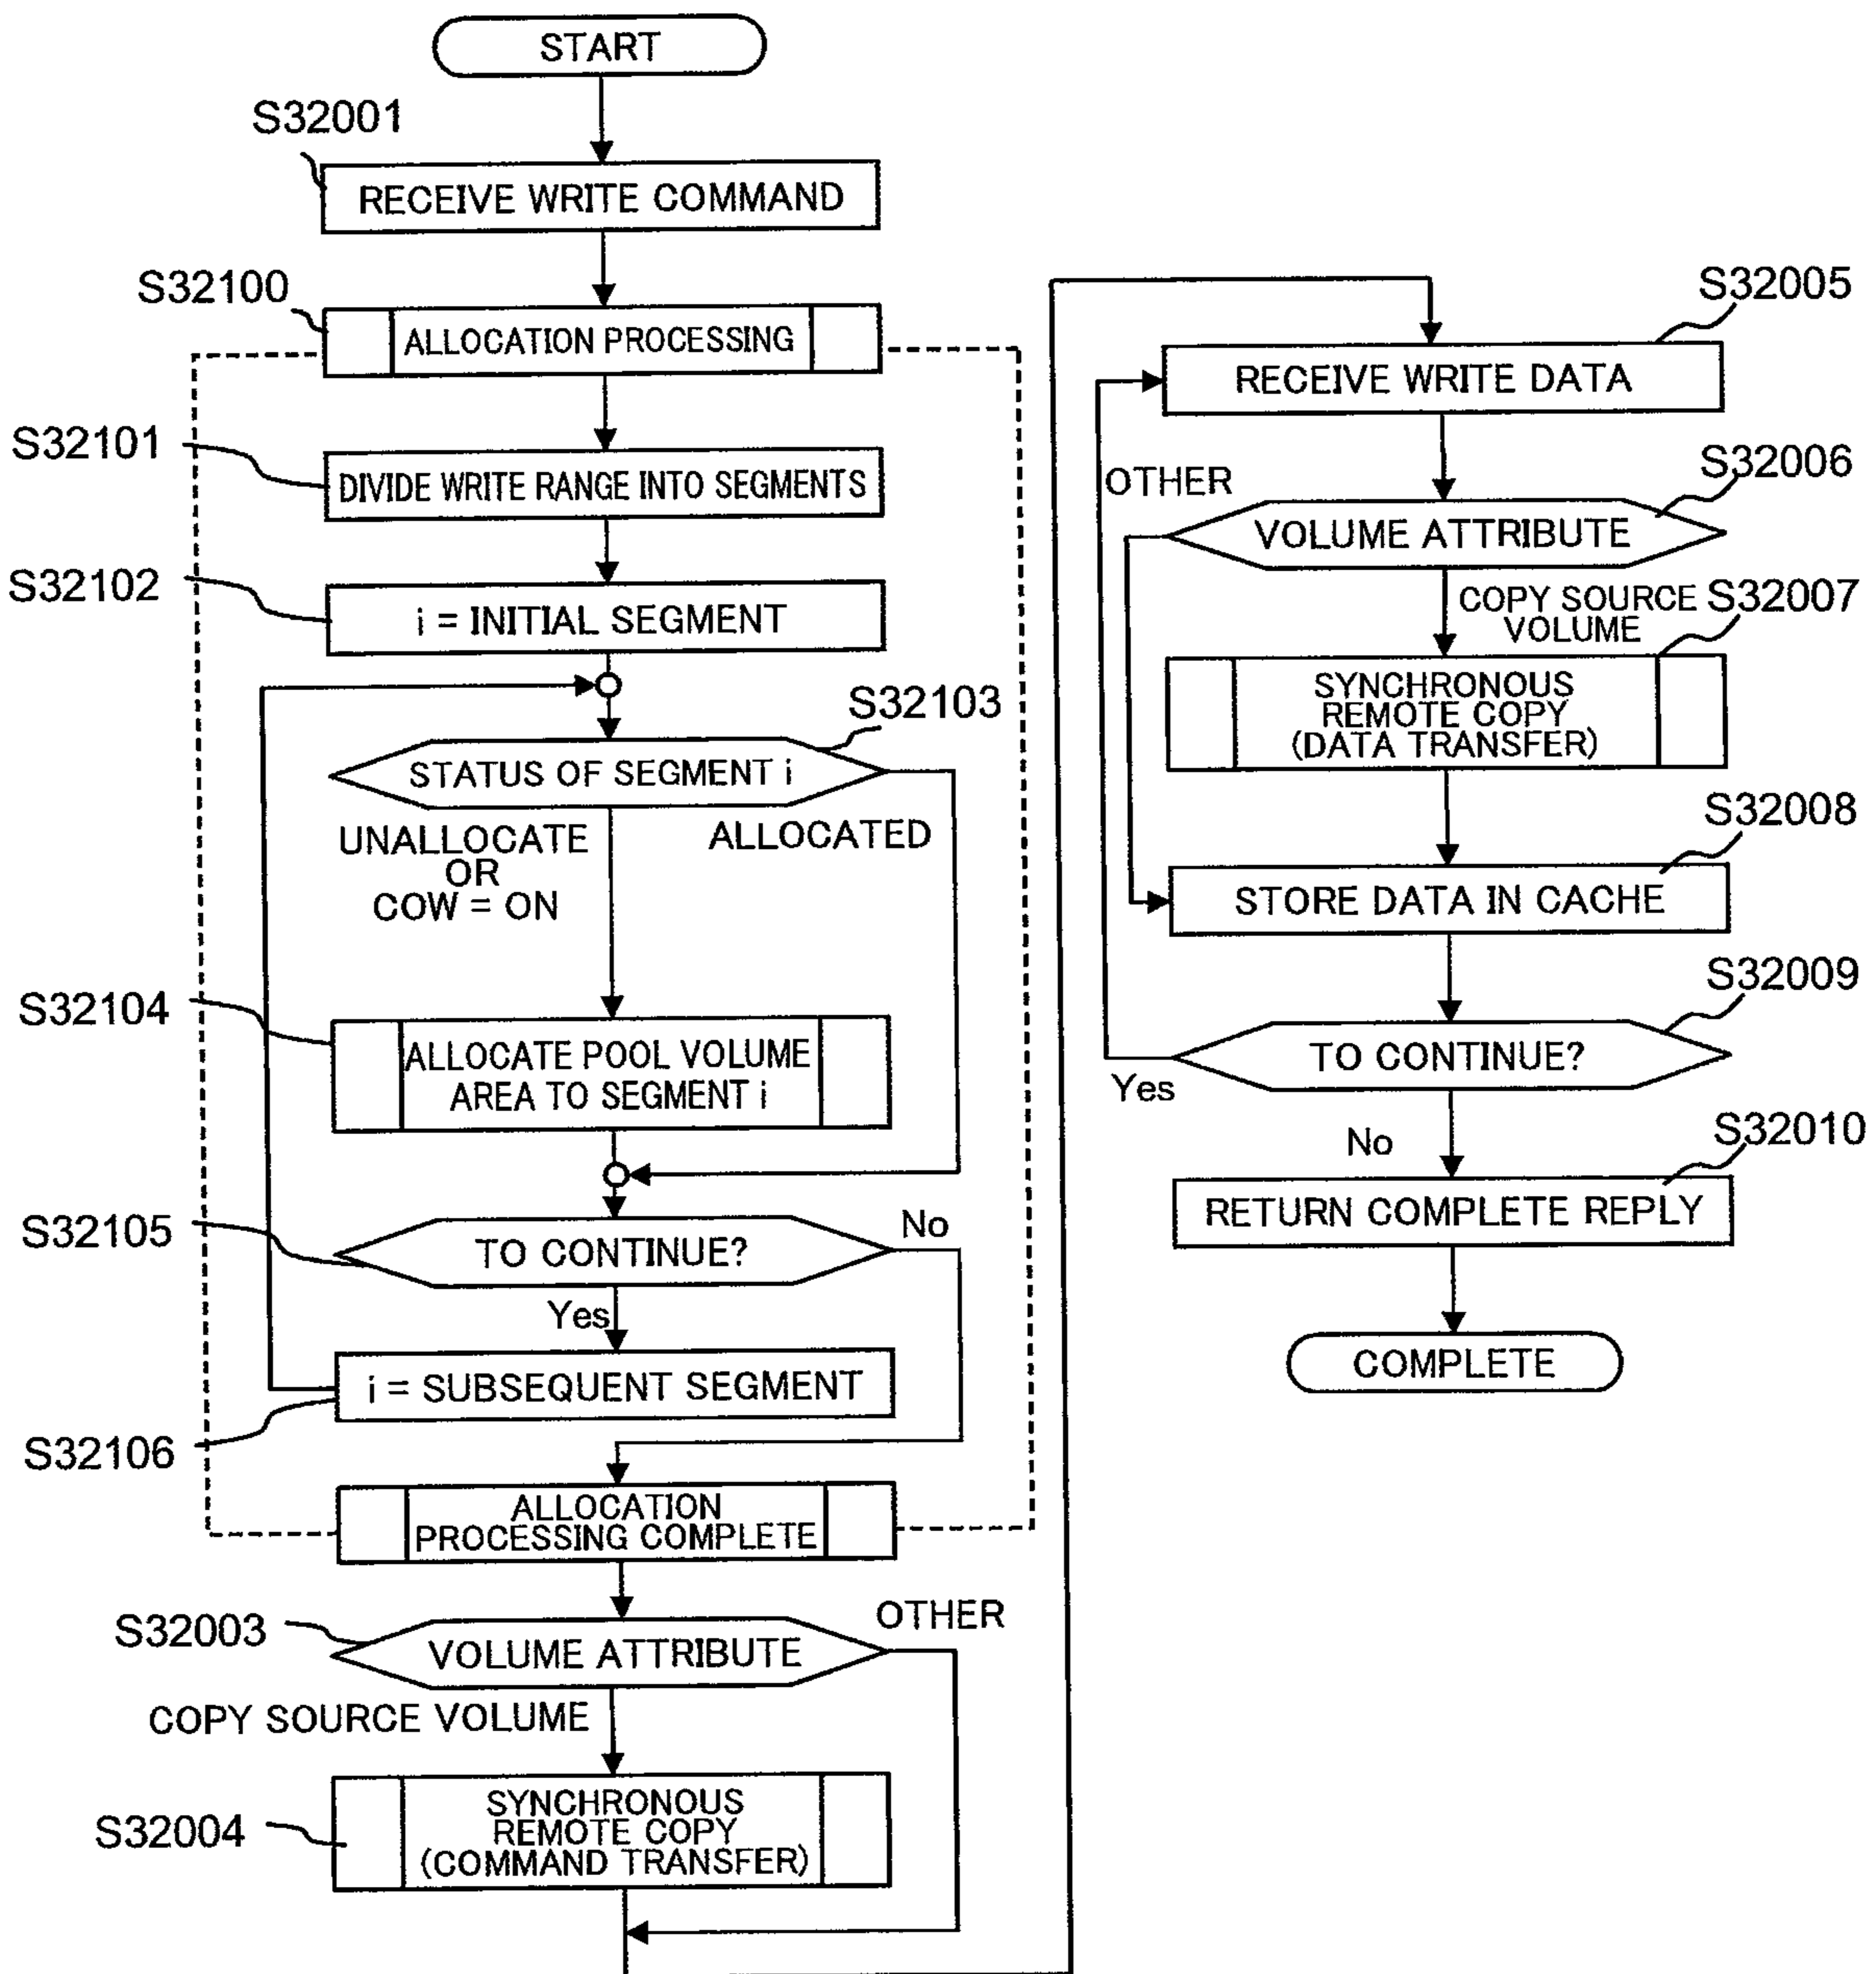 START
S32001
RECEIVE WRITE COMMAND
S32100
ALLOCATION PROCESSING
S32101
DIVIDE WRITE RANGE INTO SEGMENTS
S32102
i = INITIAL SEGMENT
S32103
STATUS OF SEGMENT i
UNALLOCATE
OR
COW = ON
ALLOCATED
S32104
ALLOCATE POOL VOLUME
AREA TO SEGMENT i
S32105
TO CONTINUE?
No
Yes
i = SUBSEQUENT SEGMENT
S32106
ALLOCATION
PROCESSING COMPLETE
S32003
VOLUME ATTRIBUTE
OTHER
COPY SOURCE VOLUME
S32004
SYNCHRONOUS
REMOTE COPY
(COMMAND TRANSFER)
S32005
RECEIVE WRITE DATA
S32006
OTHER
VOLUME ATTRIBUTE
COPY SOURCE
VOLUME
S32007
SYNCHRONOUS
REMOTE COPY
(DATA TRANSFER)
S32008
STORE DATA IN CACHE
S32009
TO CONTINUE?
Yes
No
S32010
RETURN COMPLETE REPLY
COMPLETE